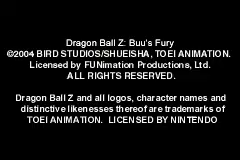 Dragon Ball Z: Buu's Fury
©2004 BIRD STUDIOS/SHUEISHA, TOEI ANIMATION.
Licensed by FUNimation Productions, Ltd.
ALL RIGHTS RESERVED.
Dragon Ball Z and all logos, character names and
distinctive likenesses thereof are trademarks of
TOEI ANIMATION. LICENSED BY NINTENDO